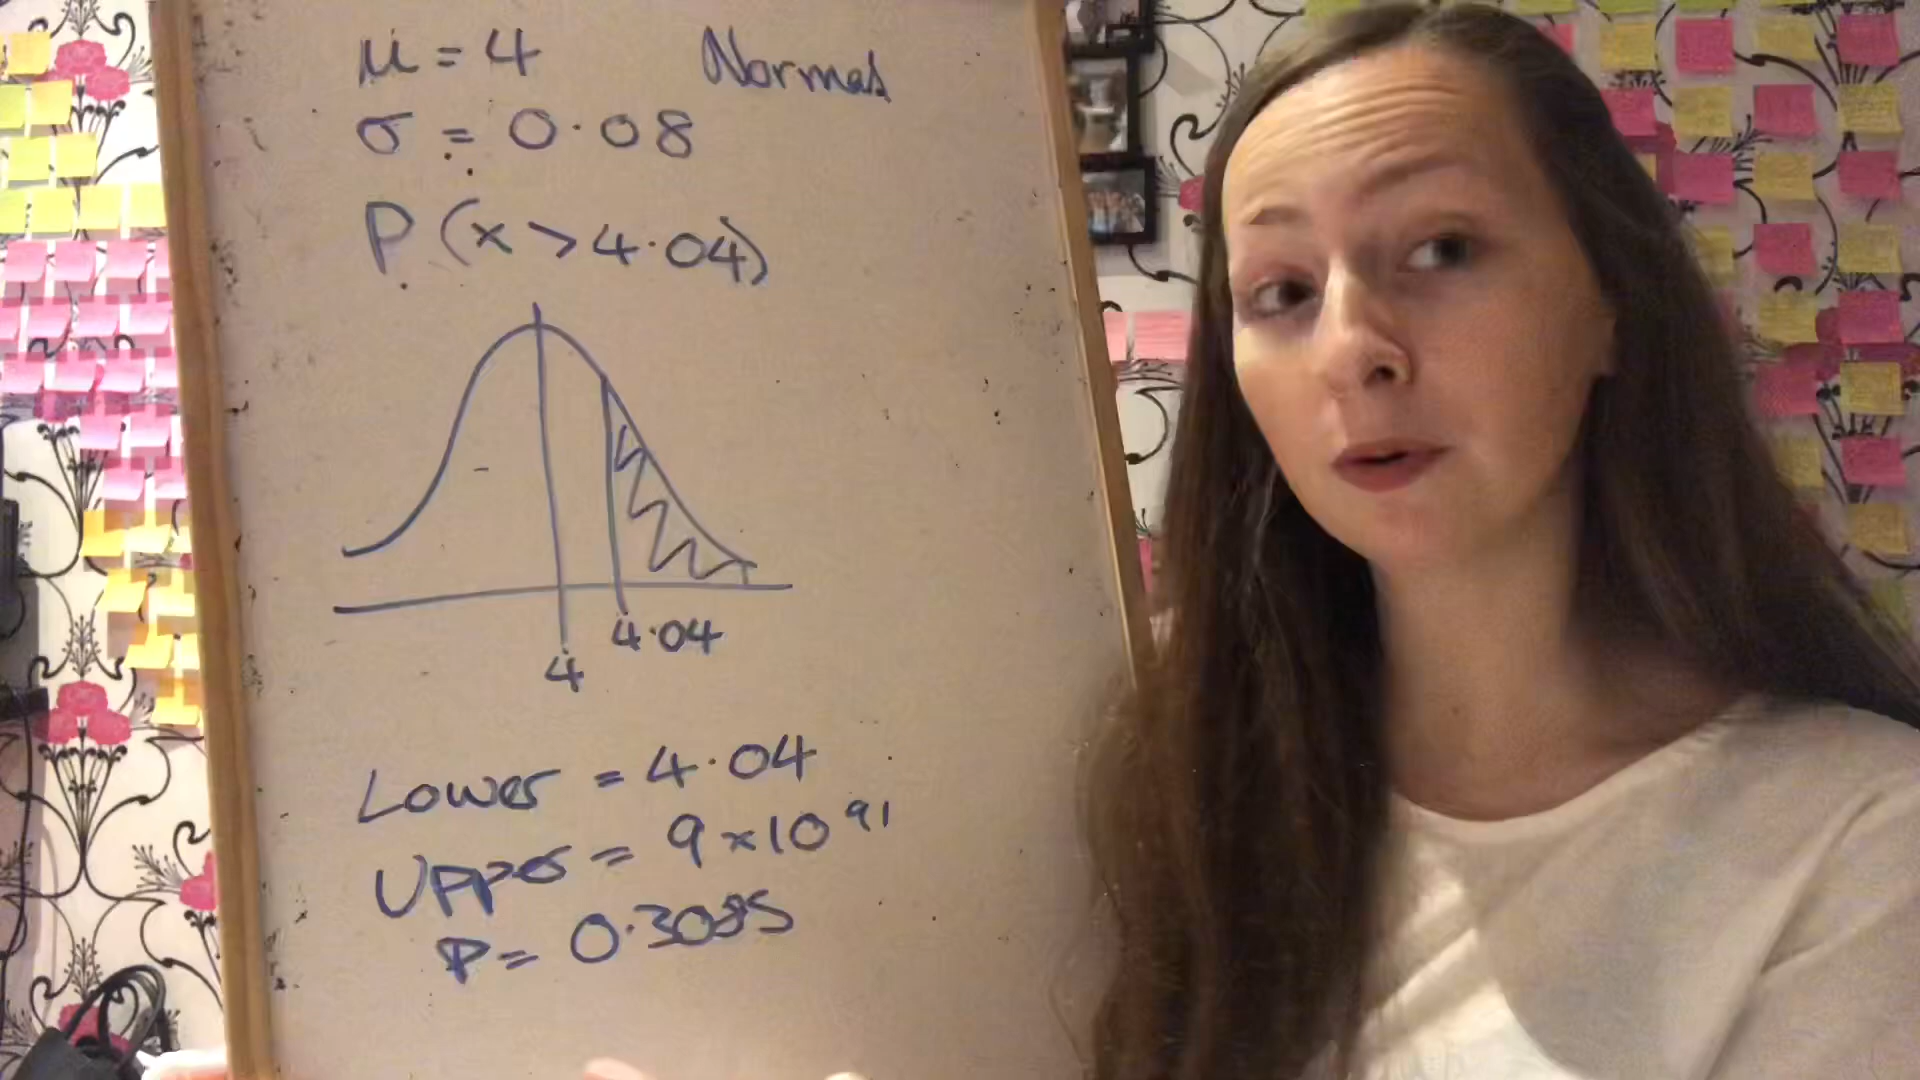 μ = 4 Normal
σ = 0.08
P(x > 4.04)
4.04
4
Lower = 4.04
Upper = 9×10⁹¹
P = 0.3085